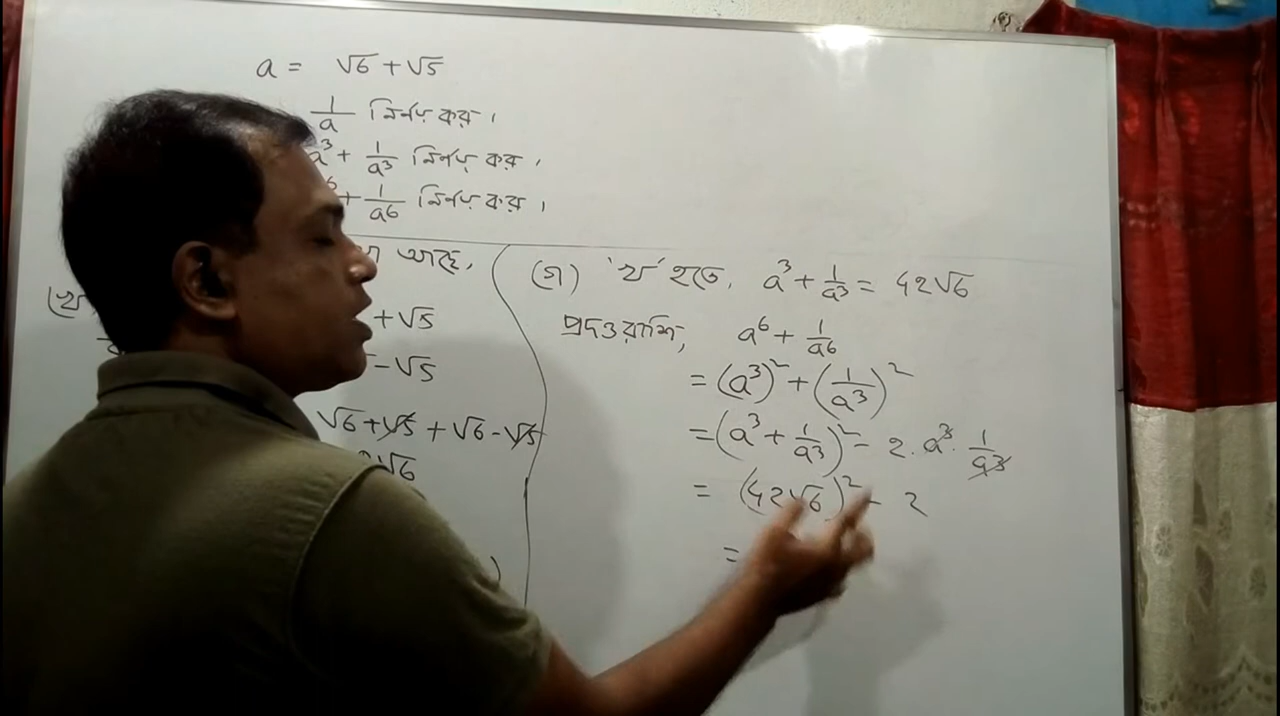 a = √6 + √5
1/a নির্ণয় কর।
a³ + 1/a³ নির্ণয় কর।
⁶ + 1/a⁶ নির্ণয় কর।
আছে,
(খ
+ √5
- √5
√6 + √5 + √6 - √5
√6
)
(গ) 'খ' হতে, a³ + 1/a³ = 42√6
প্রদত্ত রাশি, a⁶ + 1/a⁶
= (a³)² + (1/a³)²
= (a³ + 1/a³)² - 2. a³. 1/a³
= (42√6)² - 2
=